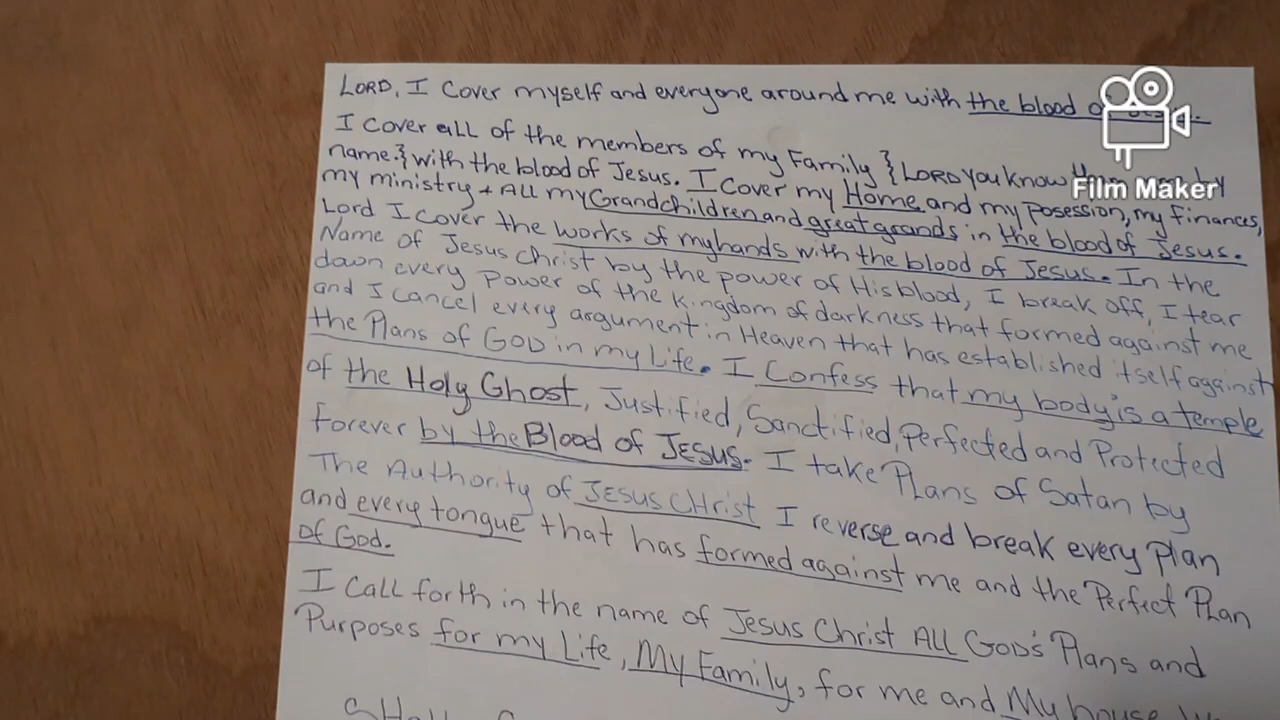 LORD, I Cover myself and everyone around me with the blood
I Cover all of the members of my Family {LORD you know by
name.} with the blood of Jesus. I Cover my Home and my posession, my finances,
my ministry + All my Grandchildren and great grands in the blood of Jesus.
Lord I Cover the works of my hands with the blood of Jesus. In the
Name of Jesus Christ by the power of His blood, I break off, I tear
down every power of the kingdom of darkness that formed against me
and I cancel every argument in Heaven that has established itself against
the Plans of GOD in my Life. I Confess that my body is a temple
of the Holy Ghost, Justified, Sanctified, Perfected and Protected
forever by the Blood of JESUS. I take Plans of Satan by
The Authority of JESUS CHrist I reverse and break every plan
and every tongue that has formed against me and the Perfect Plan
of God.
I Call forth in the name of Jesus Christ ALL GOD's Plans and
Purposes for my Life, My Family, for me and My house
Film Maker